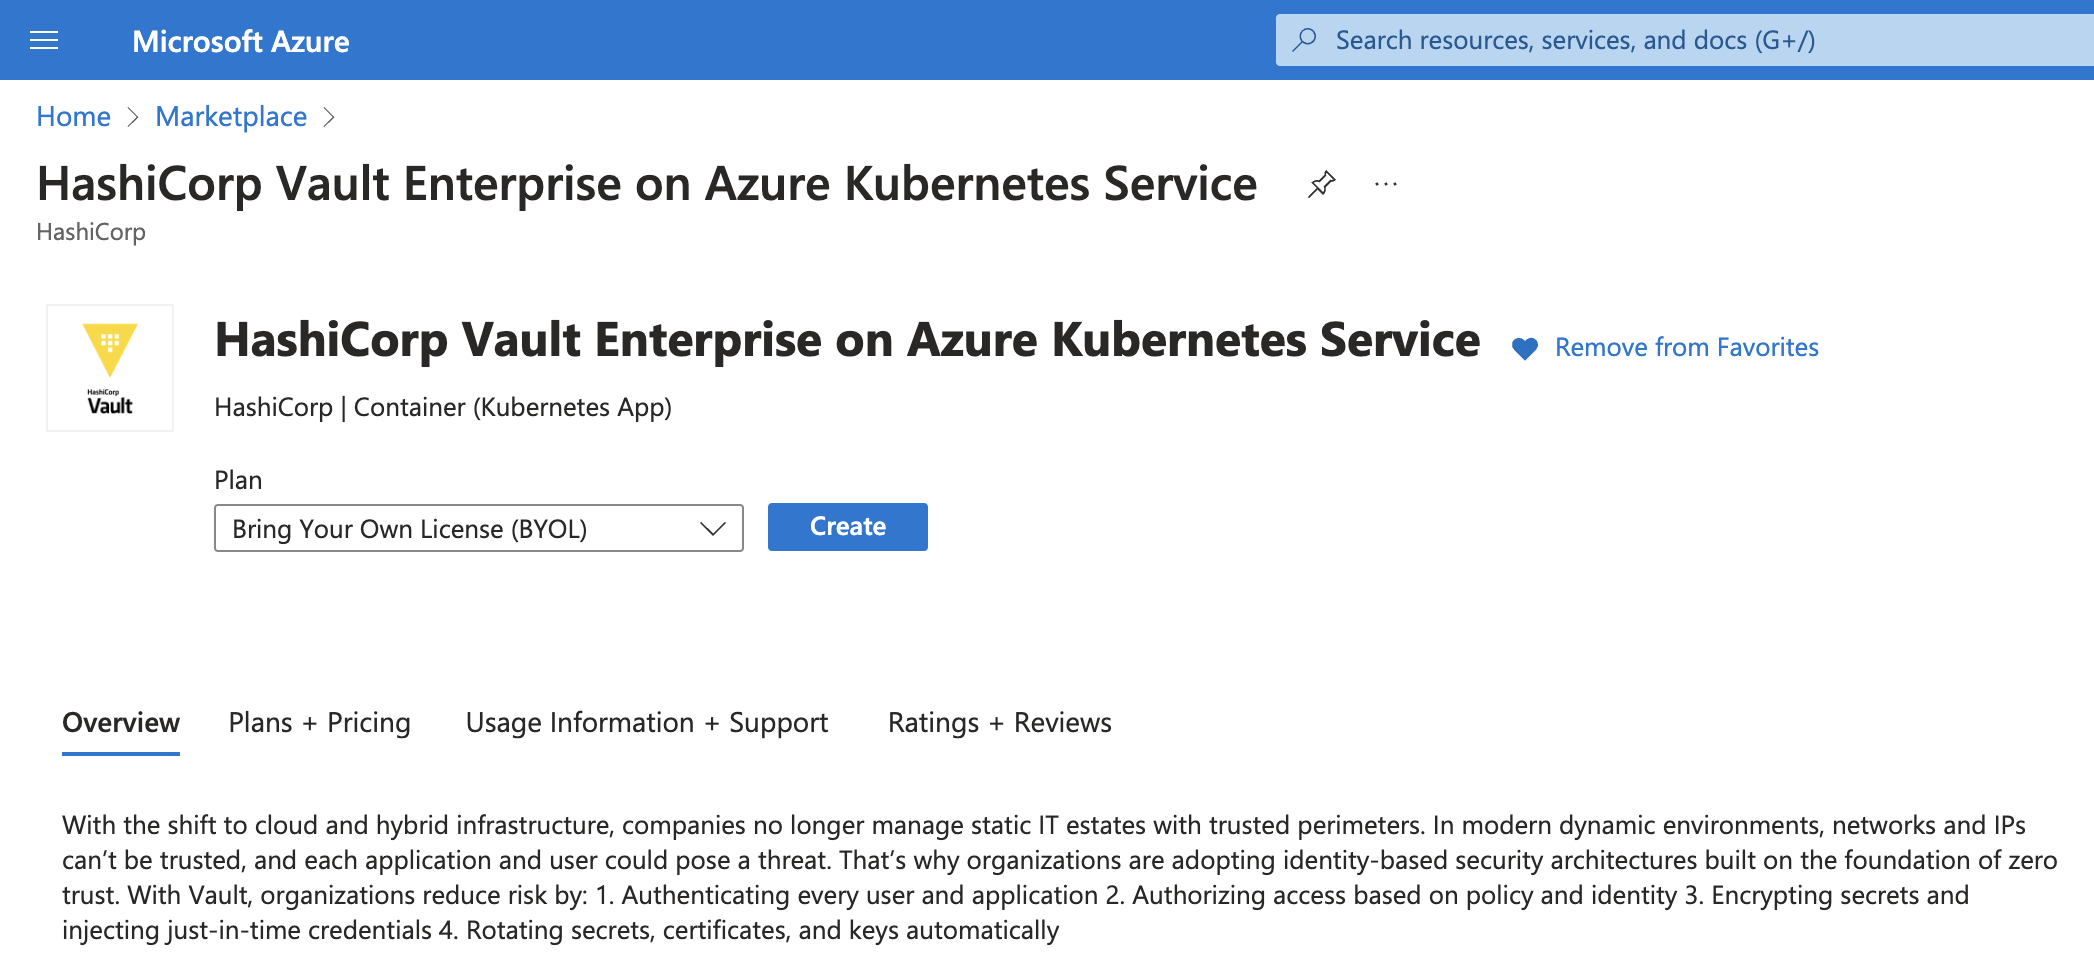 Microsoft Azure
Search resources, services, and docs (G+/)
Home > Marketplace >
HashiCorp Vault Enterprise on Azure Kubernetes Service ...
HashiCorp
HashiCorp
Vault
HashiCorp Vault Enterprise on Azure Kubernetes Service
Remove from Favorites
HashiCorp | Container (Kubernetes App)
Plan
Bring Your Own License (BYOL)
Create
Overview
Plans + Pricing
Usage Information + Support
Ratings + Reviews
With the shift to cloud and hybrid infrastructure, companies no longer manage static IT estates with trusted perimeters. In modern dynamic environments, networks and IPs
can’t be trusted, and each application and user could pose a threat. That’s why organizations are adopting identity-based security architectures built on the foundation of zero
trust. With Vault, organizations reduce risk by: 1. Authenticating every user and application 2. Authorizing access based on policy and identity 3. Encrypting secrets and
injecting just-in-time credentials 4. Rotating secrets, certificates, and keys automatically